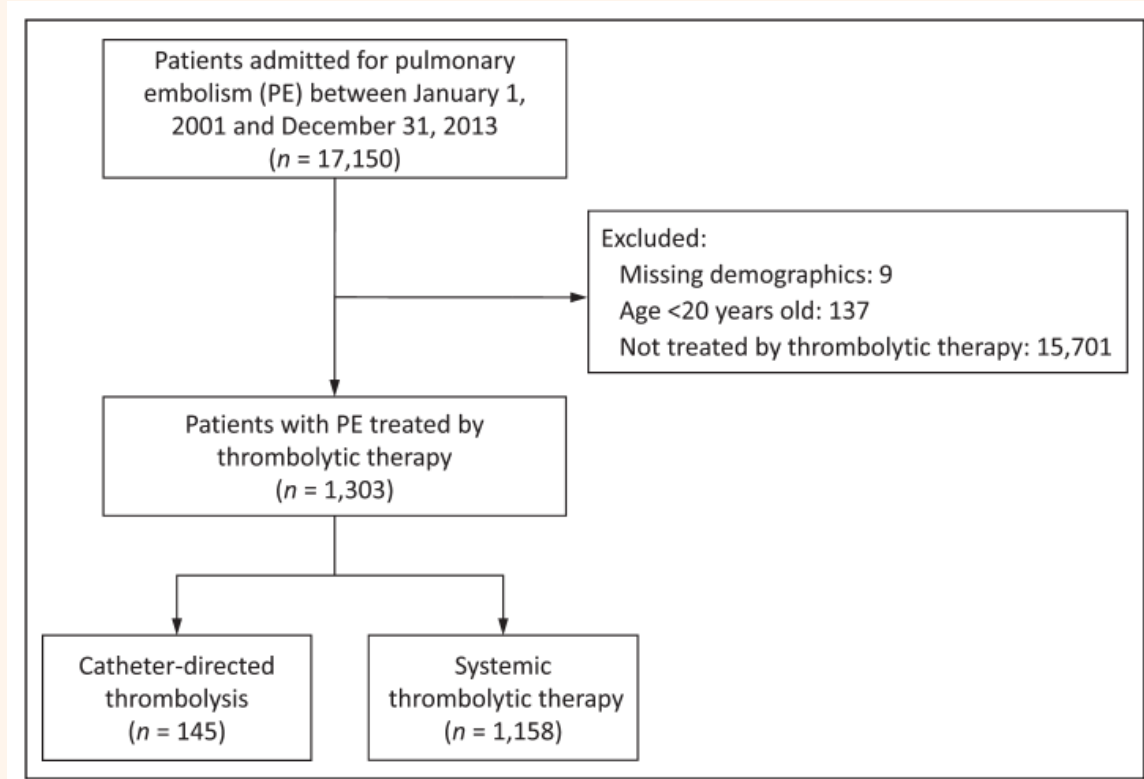 Patients admitted for pulmonary
embolism (PE) between January 1,
2001 and December 31, 2013
(n = 17,150)
Excluded:
Missing demographics: 9
Age <20 years old: 137
Not treated by thrombolytic therapy: 15,701
Patients with PE treated by
thrombolytic therapy
(n = 1,303)
Catheter-directed
thrombolysis
(n = 145)
Systemic
thrombolytic therapy
(n = 1,158)